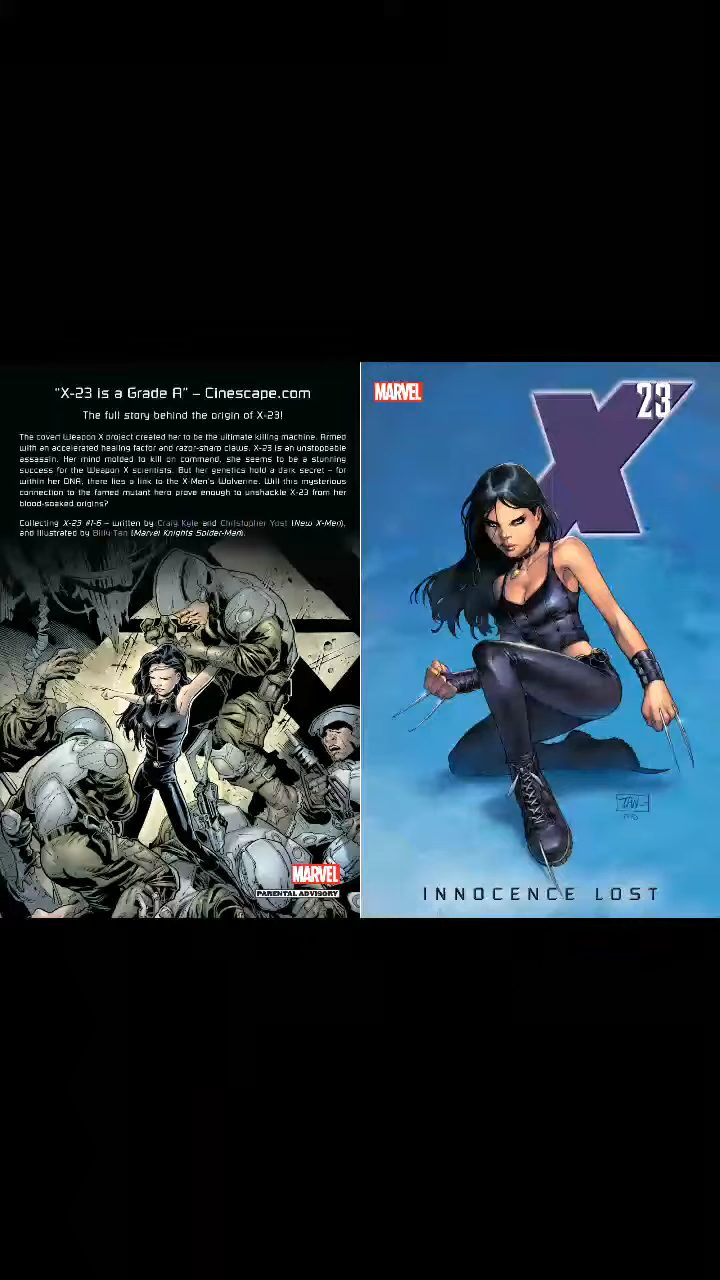 "X-23 is a Grade A" – Cinescape.com
The full story behind the origin of X-23!
The covert Weapon X project created her to be the ultimate killing machine. Armed
with an accelerated healing factor and razor-sharp claws, X-23 is an unstoppable
assassin. Her mind molded to kill on command, she seems to be a stunning
success for the Weapon X scientists. But her genetics hold a dark secret – for
within her DNA, there lies a link to the X-Men's Wolverine. Will this mysterious
connection to the famed mutant hero prove enough to unshackle X-23 from her
blood-soaked origins?
Collecting X-23 #1-6 – written by Craig Kyle and Christopher Yost (New X-Men),
and illustrated by Billy Tan (Marvel Knights Spider-Man).
MARVEL
PARENTAL ADVISORY
MARVEL
X
23
TAN
INNOCENCE LOST